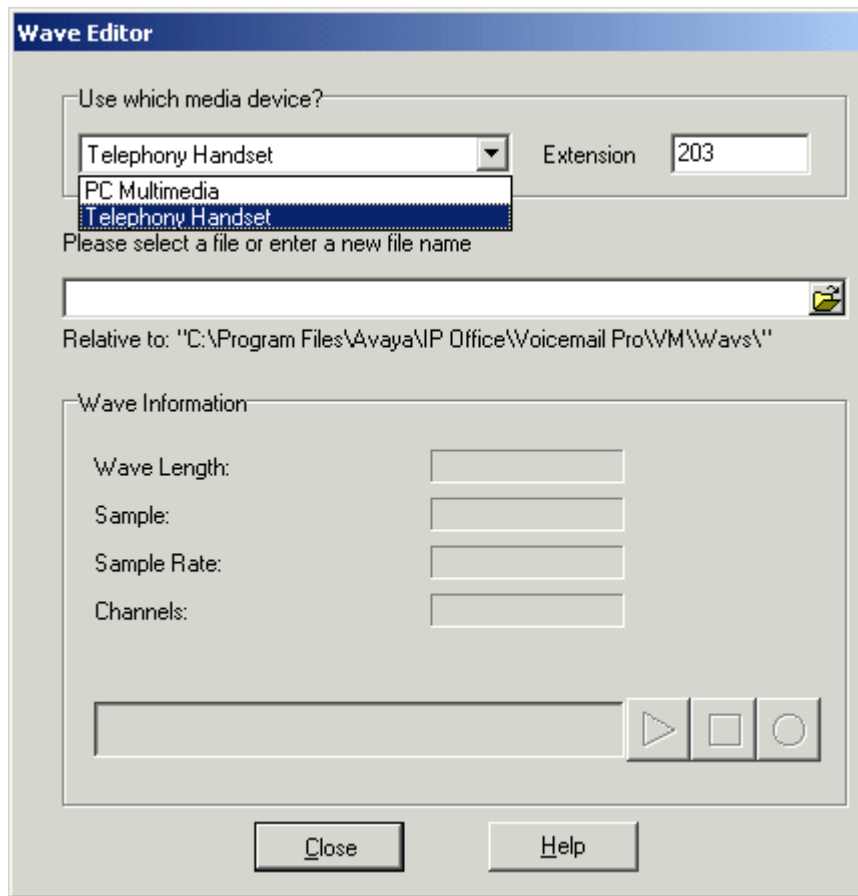 Wave Editor
Use which media device?
Telephony Handset
Extension
203
PC Multimedia
Telephony Handset
Please select a file or enter a new file name
Relative to: "C:\Program Files\Avaya\IP Office\Voicemail Pro\VM\Wavs\"
Wave Information
Wave Length:
Sample:
Sample Rate:
Channels:
Close
Help